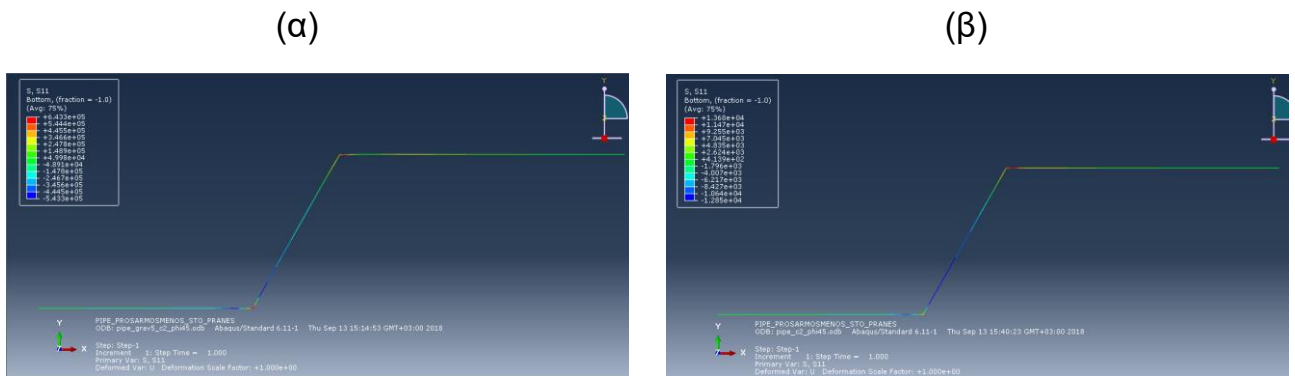 (α)
(β)
S, S11
Bottom, (fraction = -1.0)
(Avg: 75%)
+6.433e+05
+5.444e+05
+4.455e+05
+3.466e+05
+2.478e+05
+1.489e+05
+4.998e+04
-4.891e+04
-1.478e+05
-2.467e+05
-3.456e+05
-4.445e+05
-5.433e+05
Y
PIPE_PROSARMOSMENOS_STO_PRANES
ODB: pipe_grav5_c2_phi45.odb Abaqus/Standard 6.11-1 Thu Sep 13 15:14:53 GMT+03:00 2018
Y
X
Step: Step-1
Increment 1: Step Time = 1.000
Primary Var: S, S11
Deformed Var: U Deformation Scale Factor: +1.000e+00
S, S11
Bottom, (fraction = -1.0)
(Avg: 75%)
+1.368e+04
+1.147e+04
+9.255e+03
+7.045e+03
+4.835e+03
+2.624e+03
+4.139e+02
-1.796e+03
-4.007e+03
-6.217e+03
-8.427e+03
-1.064e+04
-1.285e+04
Y
PIPE_PROSARMOSMENOS_STO_PRANES
ODB: pipe_c2_phi45.odb Abaqus/Standard 6.11-1 Thu Sep 13 15:40:23 GMT+03:00 2018
Y
X
Step: Step-1
Increment 1: Step Time = 1.000
Primary Var: S, S11
Deformed Var: U Deformation Scale Factor: +1.000e+00